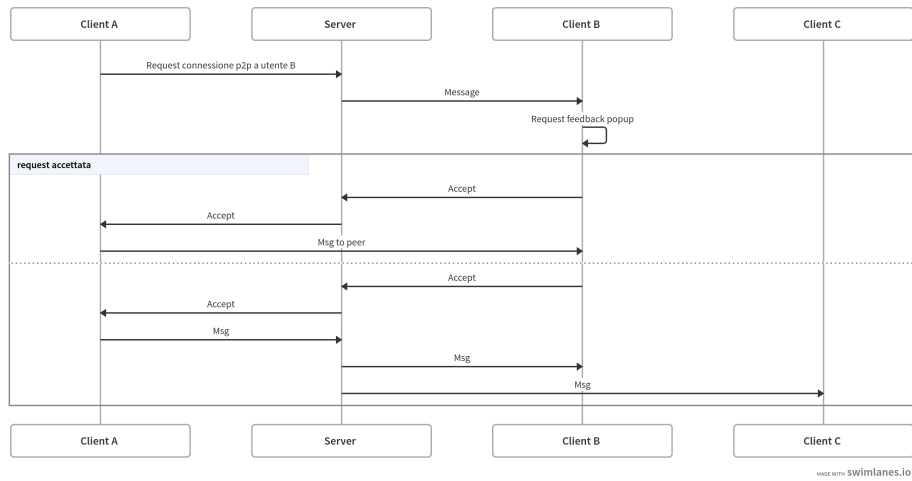 Client A
Server
Client B
Client C
Request connessione p2p a utente B
Message
Request feedback popup
request accettata
Accept
Accept
Msg to peer
Accept
Accept
Msg
Msg
Msg
Client A
Server
Client B
Client C
MADE WITH swimlanes.io